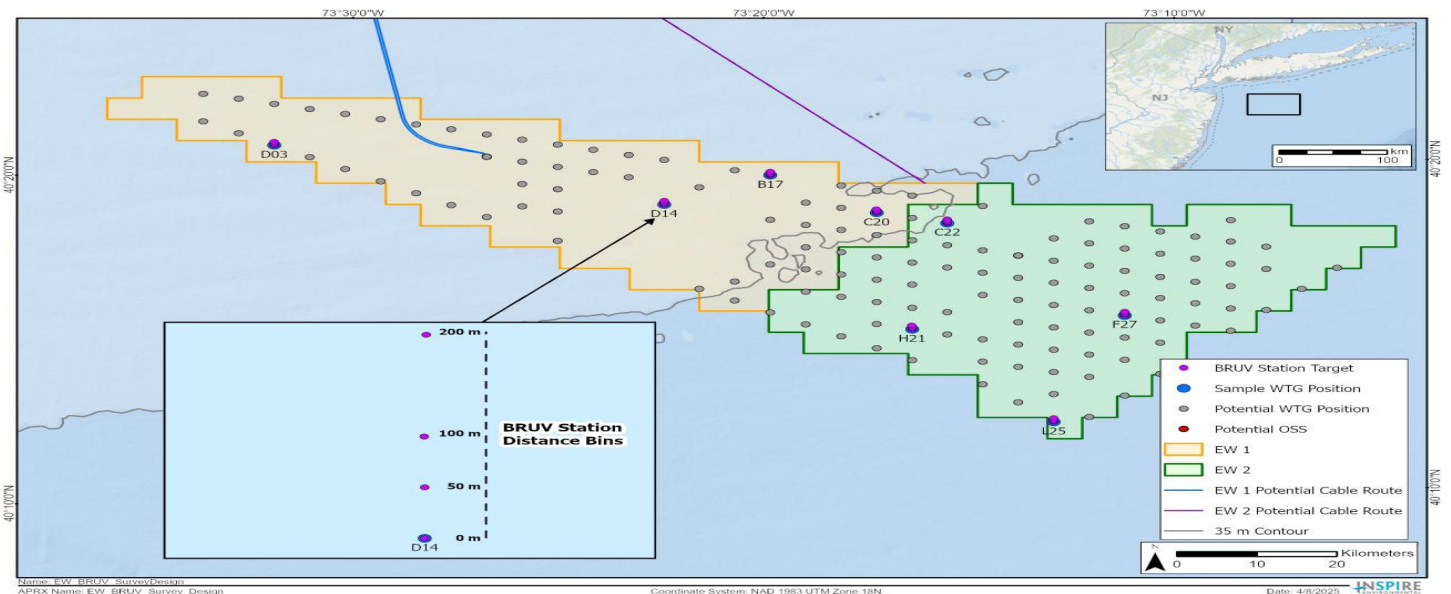 73°30'0"W 73°20'0"W 73°10'0"W
NY
NJ
km
0 100
40°20'0"N
40°20'0"N
D03
B17
D14
C20
C22
H21
F27
L25
200 m
100 m
BRUV Station
Distance Bins
50 m
0 m
D14
40°10'0"N
40°10'0"N
BRUV Station Target
Sample WTG Position
Potential WTG Position
Potential OSS
EW 1
EW 2
EW 1 Potential Cable Route
EW 2 Potential Cable Route
35 m Contour
N
Kilometers
0 10 20
Name: EW_BRUV_SurveyDesign
APRX Name: EW_BRUV_Survey_Design
Coordinate System: NAD 1983 UTM Zone 18N
Date: 4/8/2025
INSPIRE
ENVIRONMENTAL